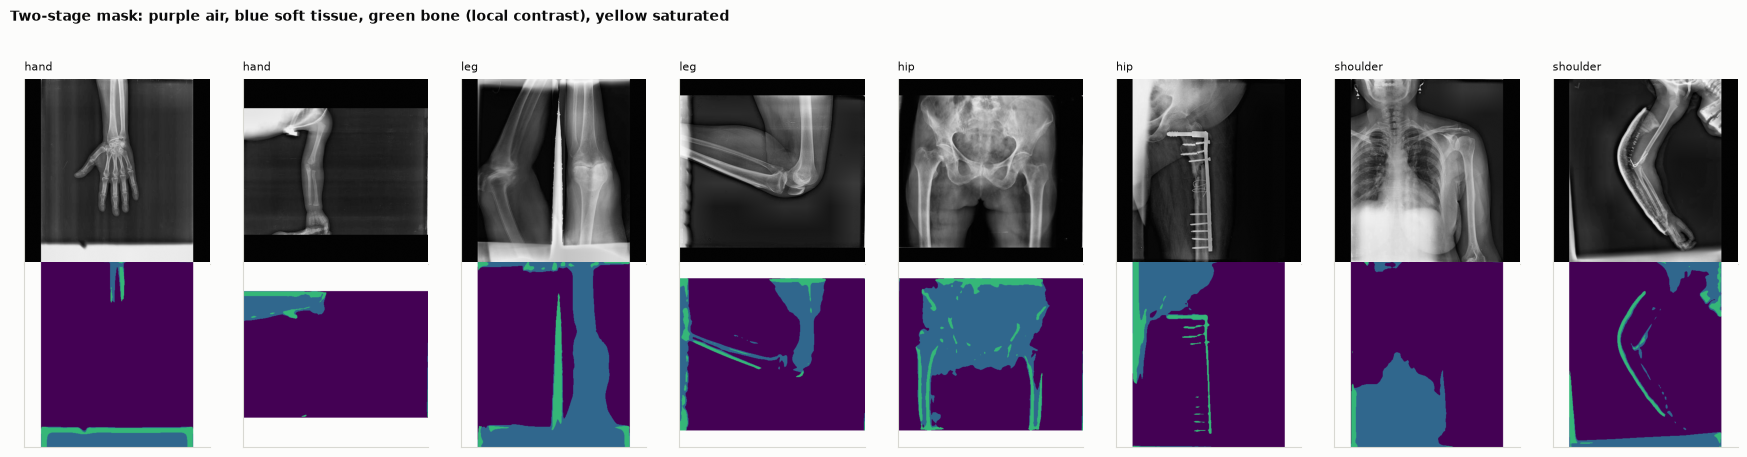 Two-stage mask: purple air, blue soft tissue, green bone (local contrast), yellow saturated
hand
hand
leg
leg
hip
hip
shoulder
shoulder